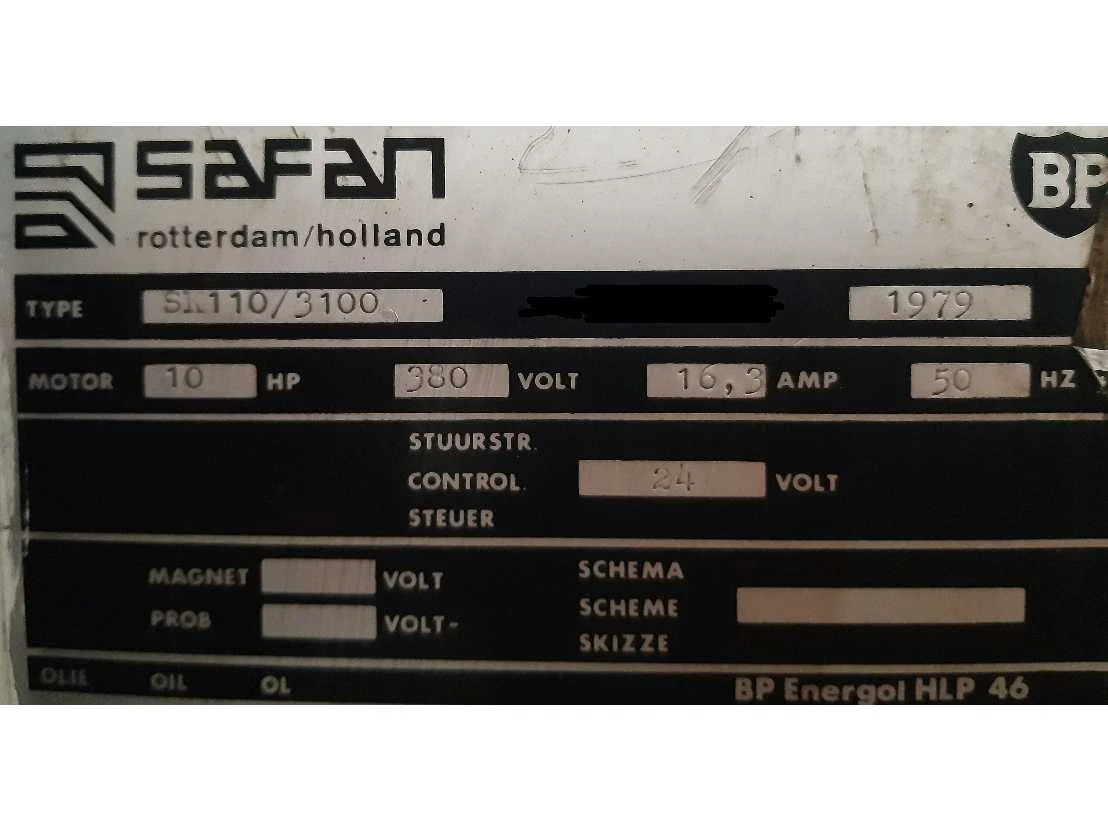 SAFAN
rotterdam/holland
BP
TYPE SK110/3100 1979
MOTOR 10 HP 380 VOLT 16,3 AMP 50 HZ
STUURSTR.
CONTROL. 24 VOLT
STEUER
MAGNET VOLT
PROB VOLT~
SCHEMA
SCHEME
SKIZZE
OLIE OIL OL BP Energol HLP 46